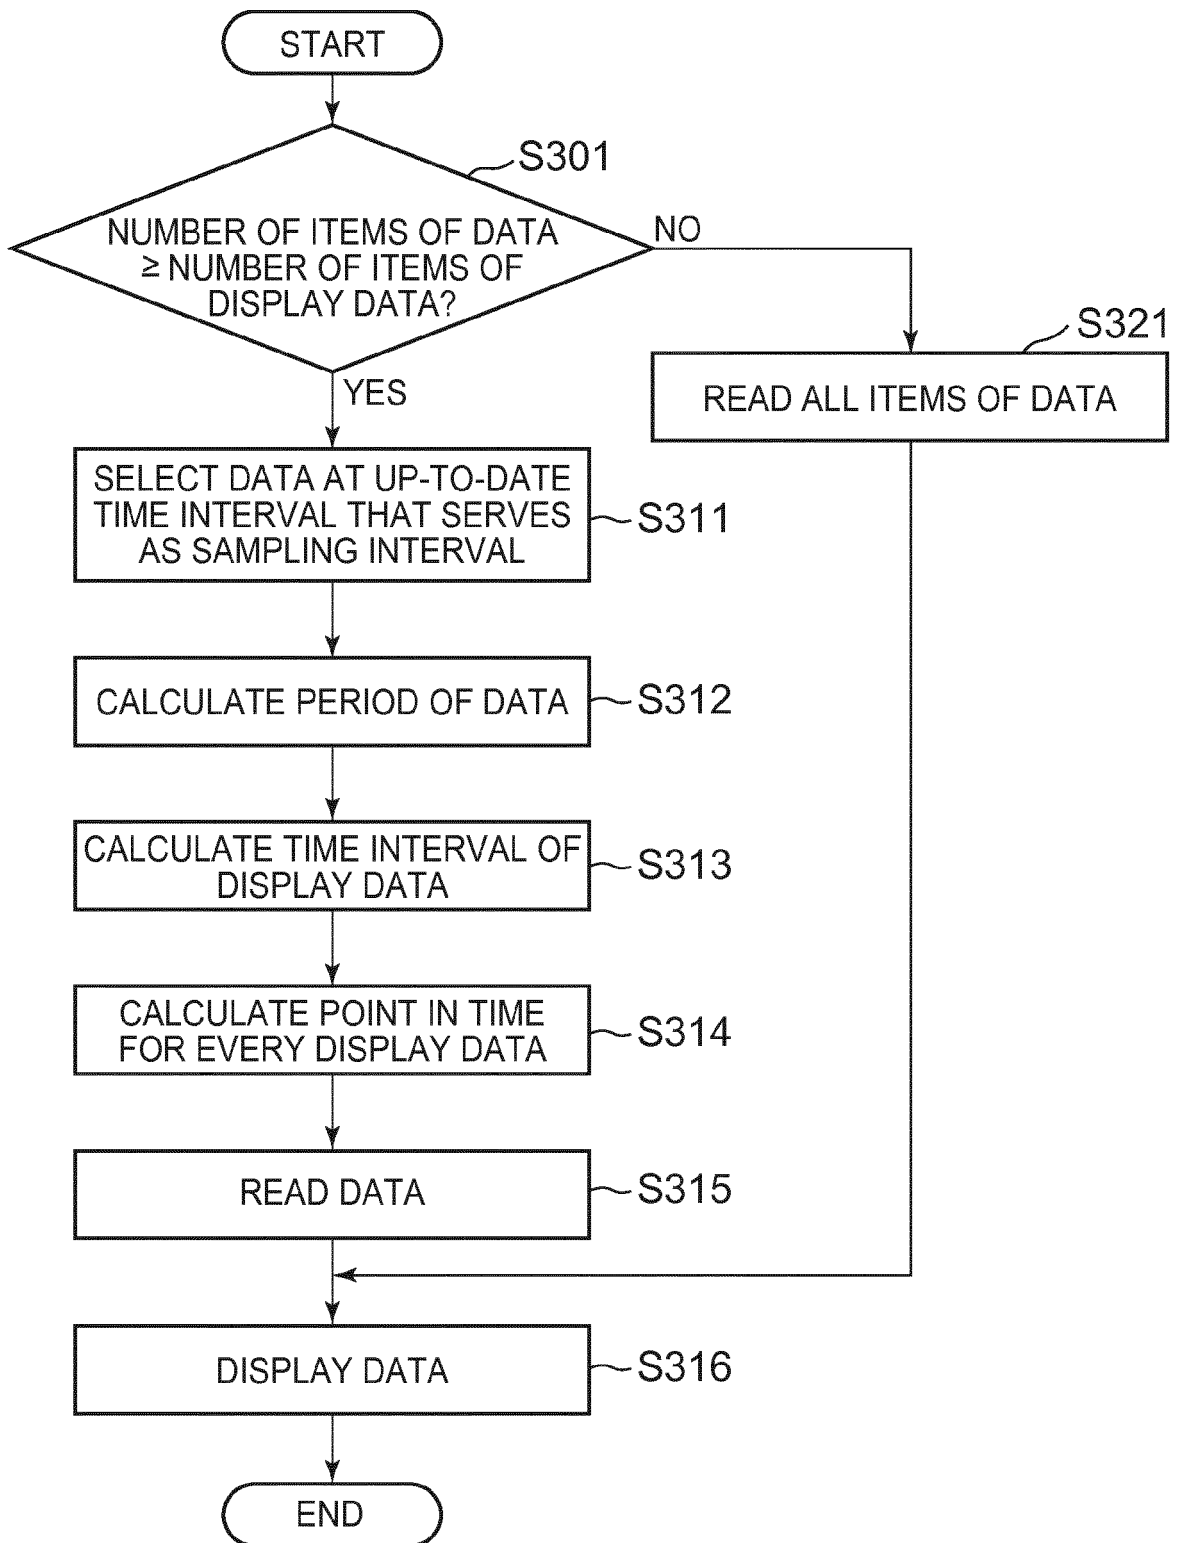 START
S301
NUMBER OF ITEMS OF DATA
≥ NUMBER OF ITEMS OF
DISPLAY DATA?
NO
YES
S321
READ ALL ITEMS OF DATA
SELECT DATA AT UP-TO-DATE
TIME INTERVAL THAT SERVES
AS SAMPLING INTERVAL
S311
CALCULATE PERIOD OF DATA
S312
CALCULATE TIME INTERVAL OF
DISPLAY DATA
S313
CALCULATE POINT IN TIME
FOR EVERY DISPLAY DATA
S314
READ DATA
S315
DISPLAY DATA
S316
END